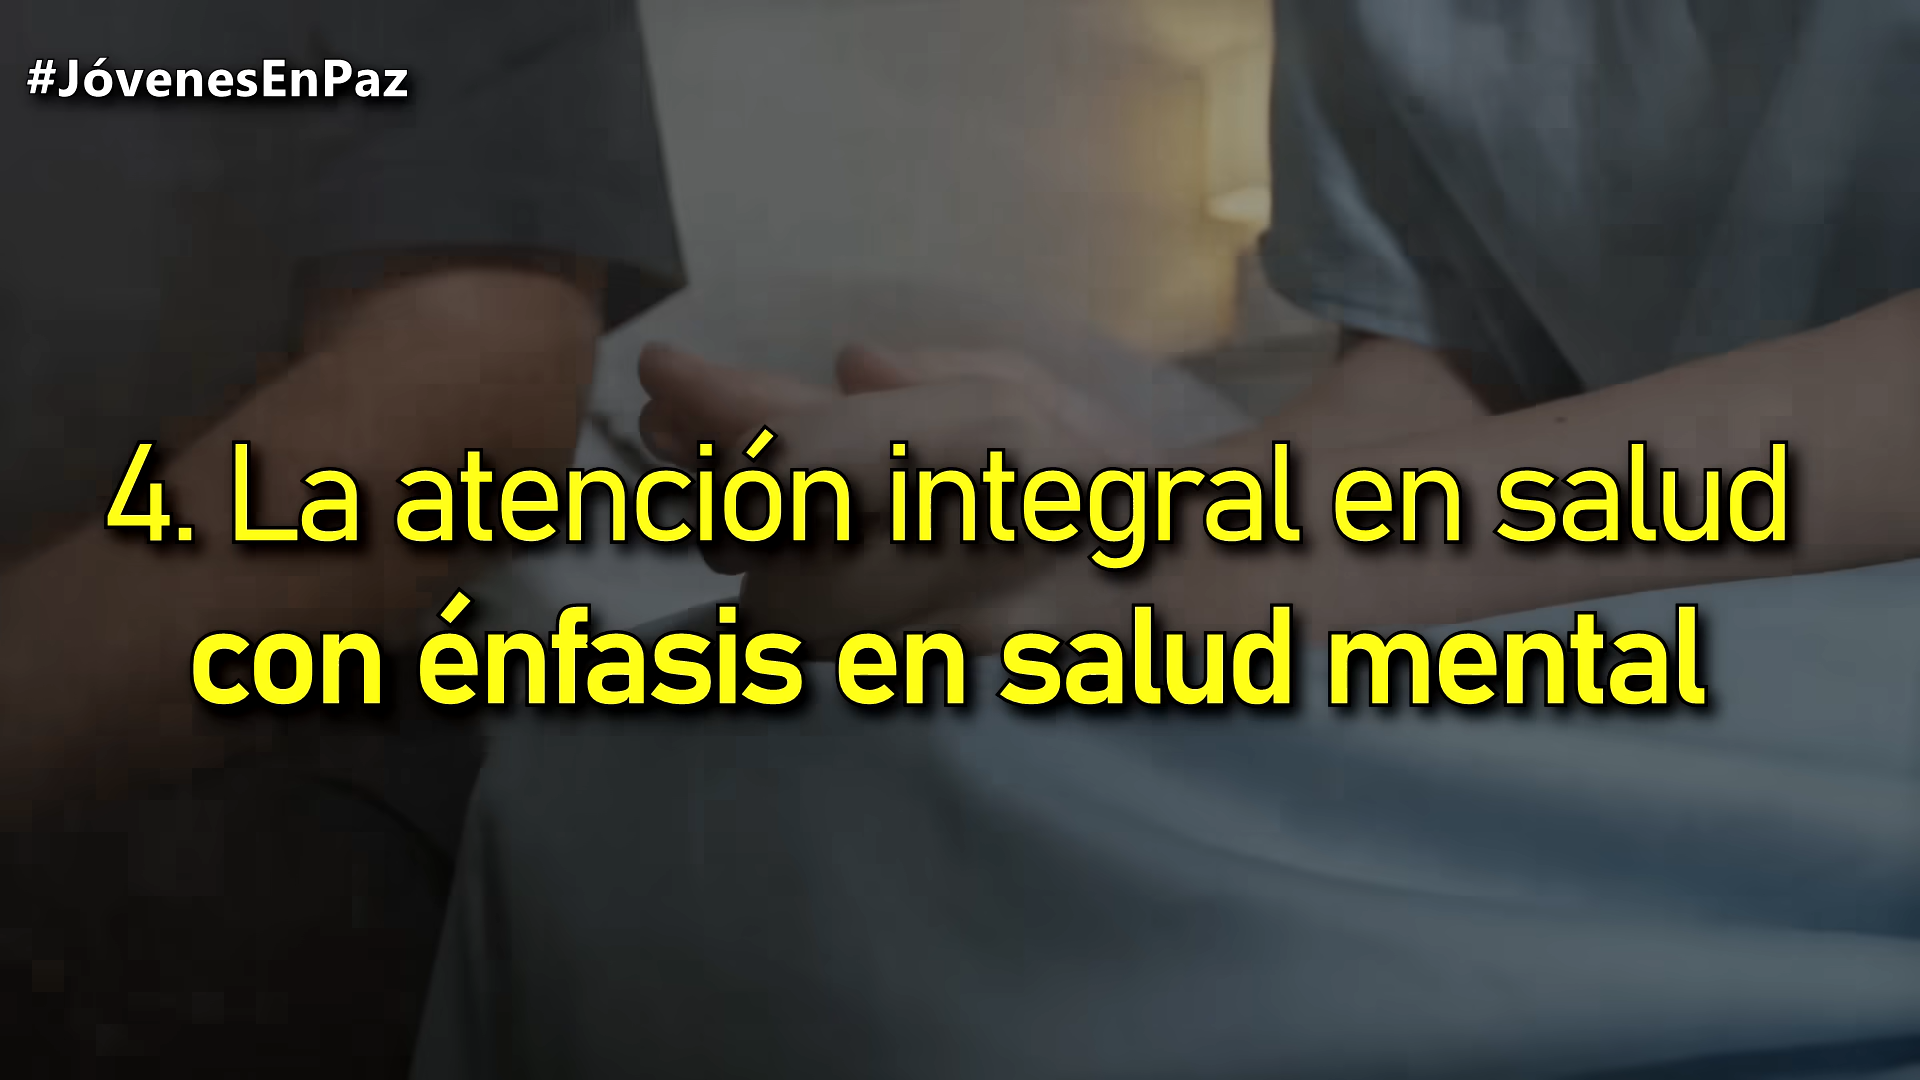 #JóvenesEnPaz
4. La atención integral en salud
con énfasis en salud mental